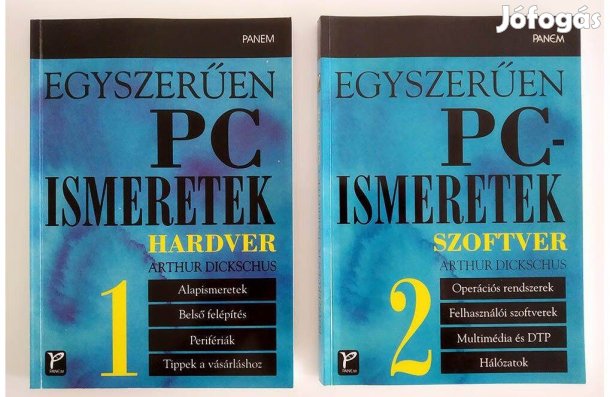 Jófogás
PANEM
EGYSZERŰEN
PC
ISMERETEK
HARDVER
ARTHUR DICKSCHUS
1
Alapismeretek
Belső felépítés
Perifériák
Tippek a vásárláshoz
PANEM
PANEM
EGYSZERŰEN
PC-
ISMERETEK
SZOFTVER
ARTHUR DICKSCHUS
2
Operációs rendszerek
Felhasználói szoftverek
Multimédia és DTP
Hálózatok
PANEM